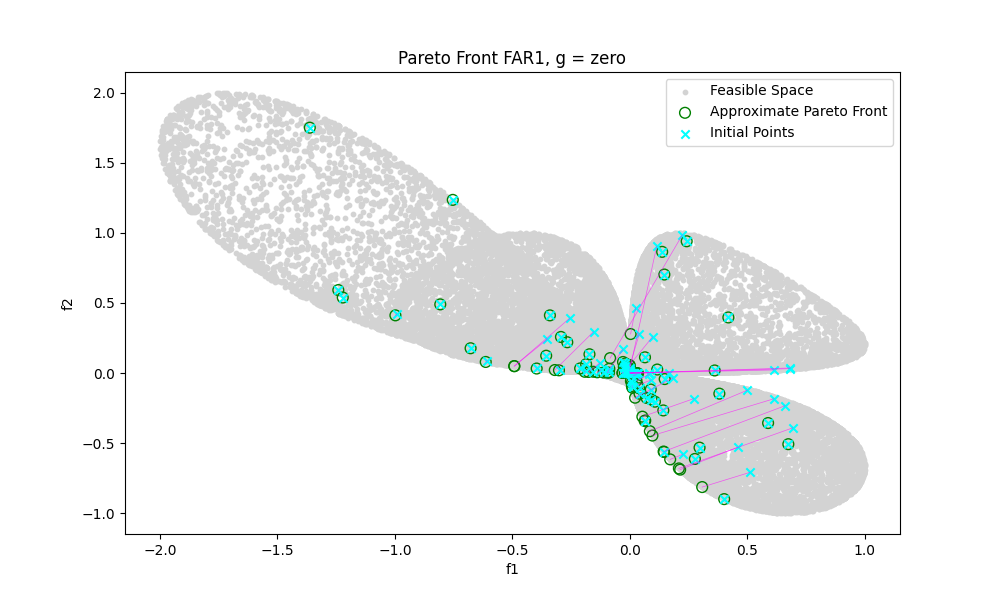 Pareto Front FAR1, g = zero
Feasible Space
Approximate Pareto Front
Initial Points
f2
2.0
1.5
1.0
0.5
0.0
−0.5
−1.0
−2.0 −1.5 −1.0 −0.5 0.0 0.5 1.0
f1